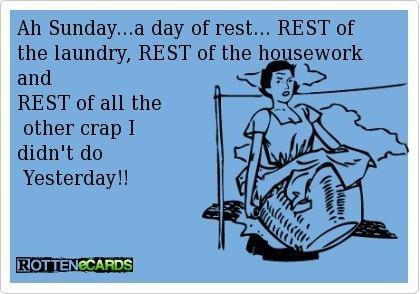 Ah Sunday...a day of rest... REST of
the laundry, REST of the housework
and
REST of all the
other crap I
didn't do
Yesterday!!
ROTTENeCARDS